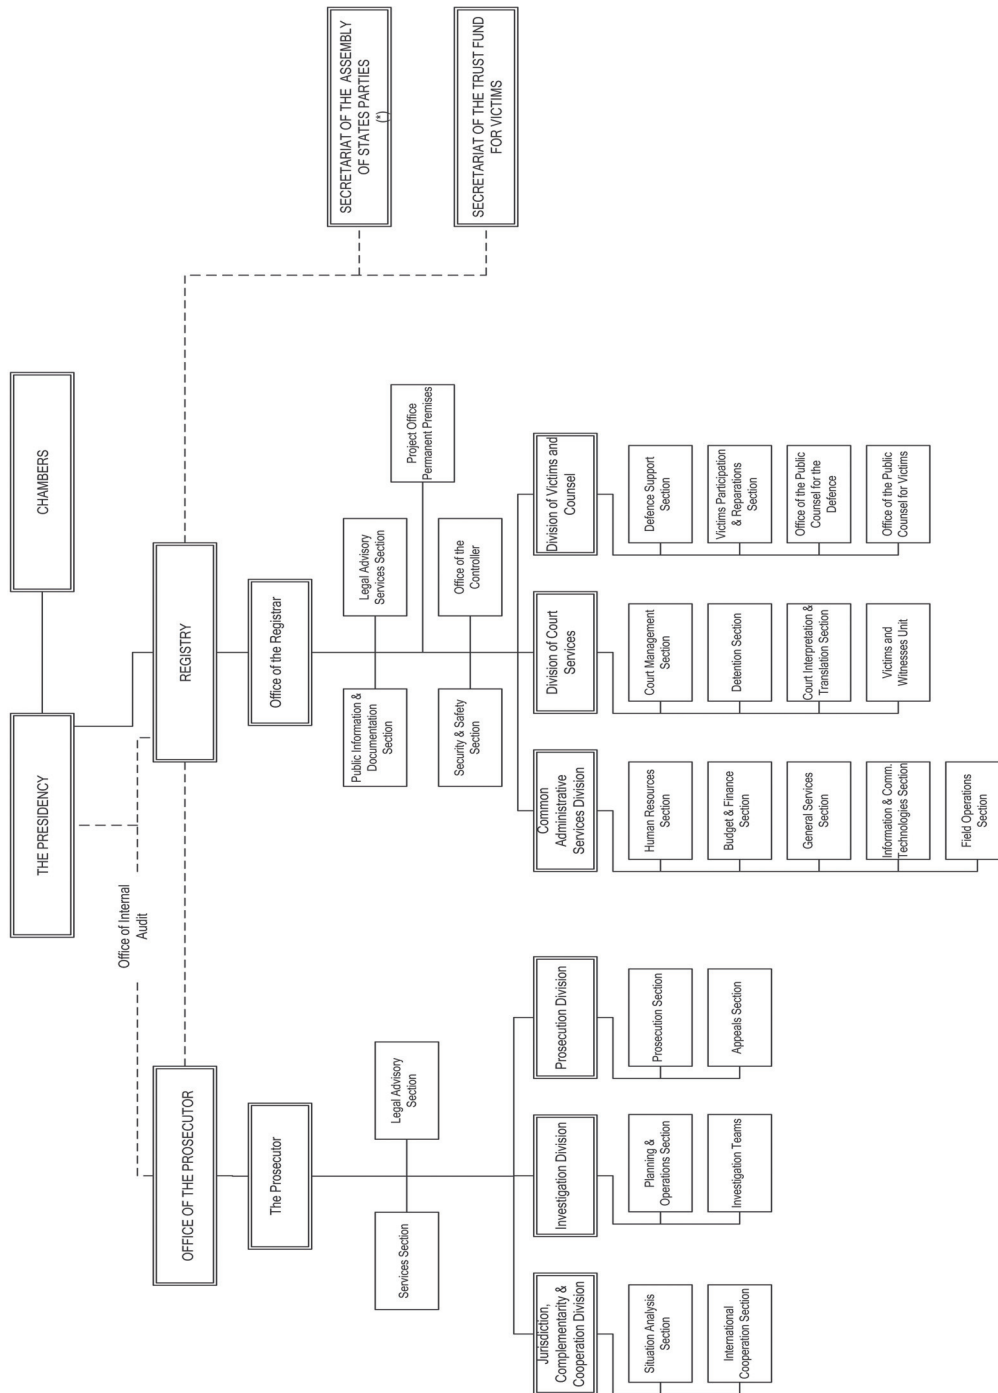 THE PRESIDENCY
CHAMBERS
Office of Internal
Audit
OFFICE OF THE PROSECUTOR
REGISTRY
SECRETARIAT OF THE ASSEMBLY
OF STATES PARTIES
(*)
SECRETARIAT OF THE TRUST FUND
FOR VICTIMS
The Prosecutor
Office of the Registrar
Services Section
Legal Advisory
Section
Public Information &
Documentation
Section
Legal Advisory
Services Section
Project Office
Permanent Premises
Security & Safety
Section
Office of the
Controller
Jurisdiction,
Complementarity &
Cooperation Division
Situation Analysis
Section
International
Cooperation Section
Investigation Division
Planning &
Operations Section
Investigation Teams
Prosecution Division
Prosecution Section
Appeals Section
Common
Administrative
Services Division
Human Resources
Section
Budget & Finance
Section
General Services
Section
Information & Comm.
Technologies Section
Field Operations
Section
Division of Court
Services
Court Management
Section
Detention Section
Court Interpretation &
Translation Section
Victims and
Witnesses Unit
Division of Victims and
Counsel
Defence Support
Section
Victims Participation
& Reparations
Section
Office of the Public
Counsel for the
Defence
Office of the Public
Counsel for Victims